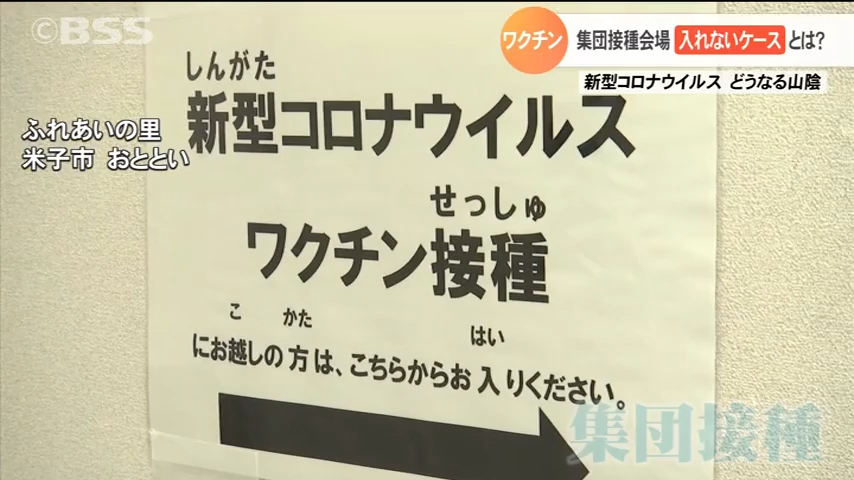 ©BSS
ワクチン 集団接種会場 入れないケース とは?
新型コロナウイルス どうなる山陰
ふれあいの里
米子市 おととい
しんがた
新型コロナウイルス
せっしゅ
ワクチン接種
こ かた はい
にお越しの方は、こちらからお入りください。
集団接種